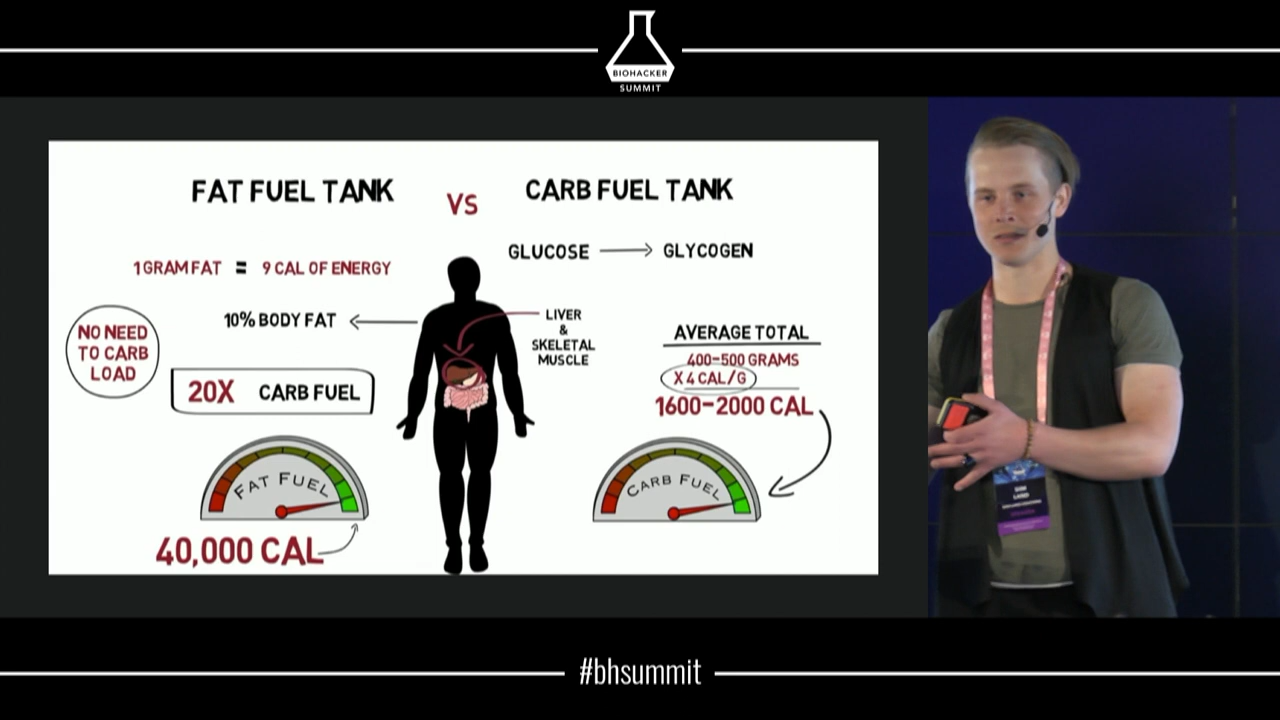 BIOHACKER
SUMMIT
FAT FUEL TANK
VS
CARB FUEL TANK
GLUCOSE
GLYCOGEN
1 GRAM FAT = 9 CAL OF ENERGY
10% BODY FAT
LIVER
&
SKELETAL
MUSCLE
NO NEED
TO CARB
LOAD
20X CARB FUEL
AVERAGE TOTAL
400-500 GRAMS
X 4 CAL/G
1600-2000 CAL
FAT FUEL
40,000 CAL
CARB FUEL
SIIM
LAND
#bhsummit